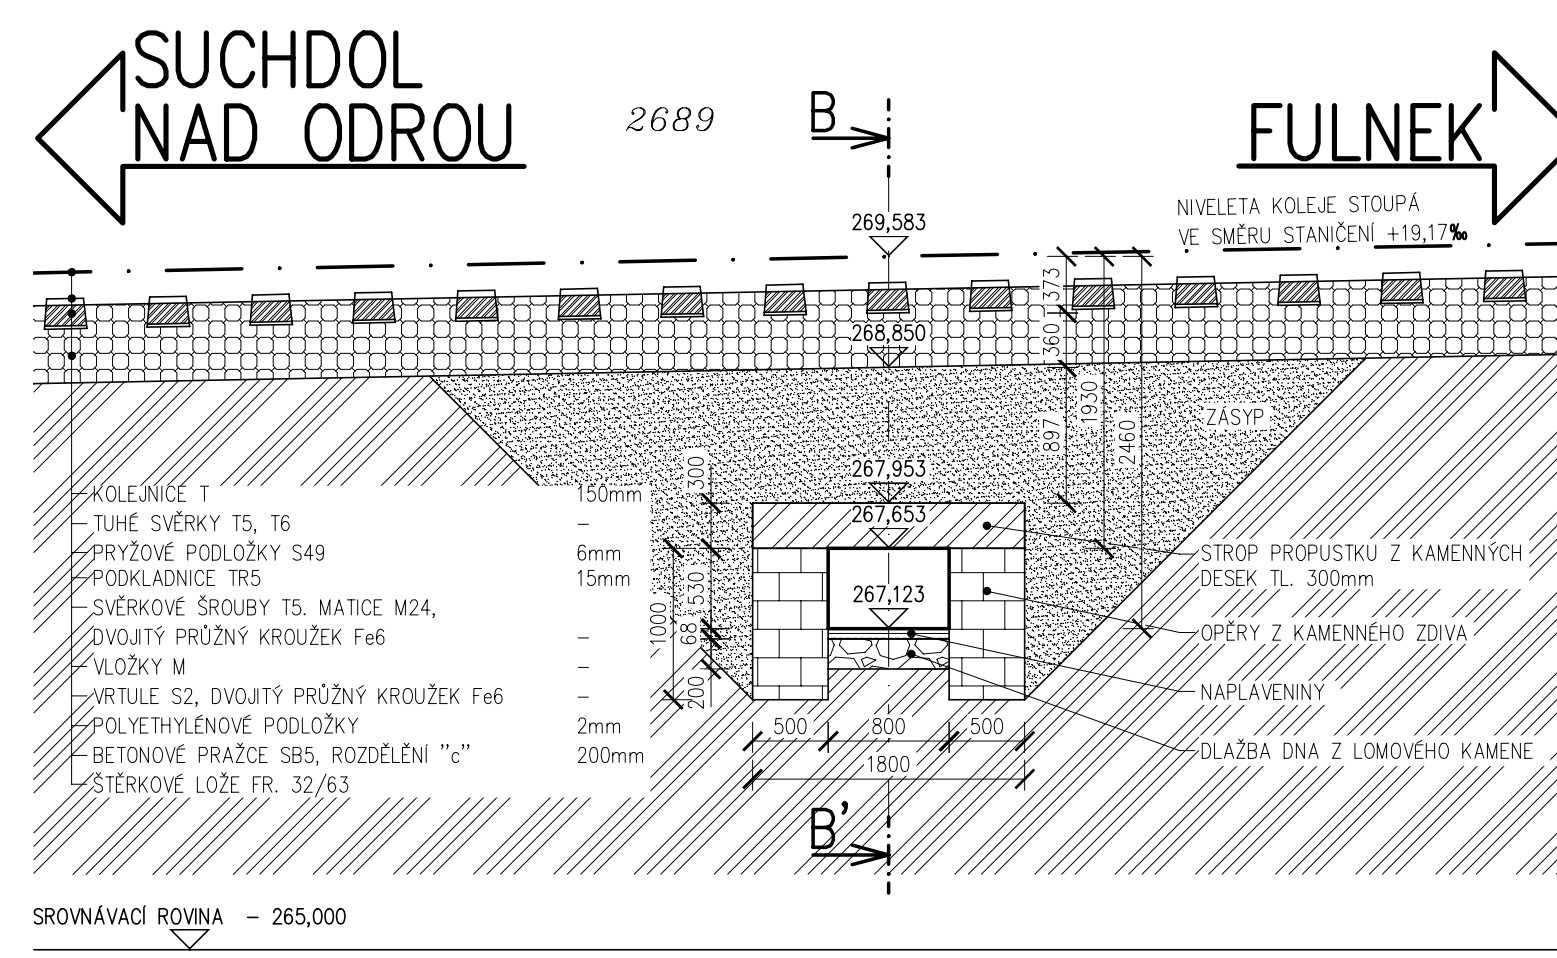 SUCHDOL
NAD ODROU
2689
B
FULNEK
NIVELETA KOLEJE STOUPÁ
VE SMĚRU STANIČENÍ +19,17‰
269,583
373
268,850
360
1930
897
2460
ZÁSYP
300
267,953
267,653
530
267,123
1000
68
200
KOLEJNICE T 150mm
TUHÉ SVĚRKY T5, T6 –
PRYŽOVÉ PODLOŽKY S49 6mm
PODKLADNICE TR5 15mm
SVĚRKOVÉ ŠROUBY T5. MATICE M24,
DVOJITÝ PRŮŽNÝ KROUŽEK Fe6 –
VLOŽKY M –
VRTULE S2, DVOJITÝ PRŮŽNÝ KROUŽEK Fe6 –
POLYETHYLÉNOVÉ PODLOŽKY 2mm
BETONOVÉ PRAŽCE SB5, ROZDĚLĚNÍ ”c” 200mm
ŠTĚRKOVÉ LOŽE FR. 32/63
STROP PROPUSTKU Z KAMENNÝCH
DESEK TL. 300mm
OPĚRY Z KAMENNÉHO ZDIVA
NAPLAVENINY
DLAŽBA DNA Z LOMOVÉHO KAMENE
500 800 500
1800
B’
SROVNÁVACÍ ROVINA – 265,000